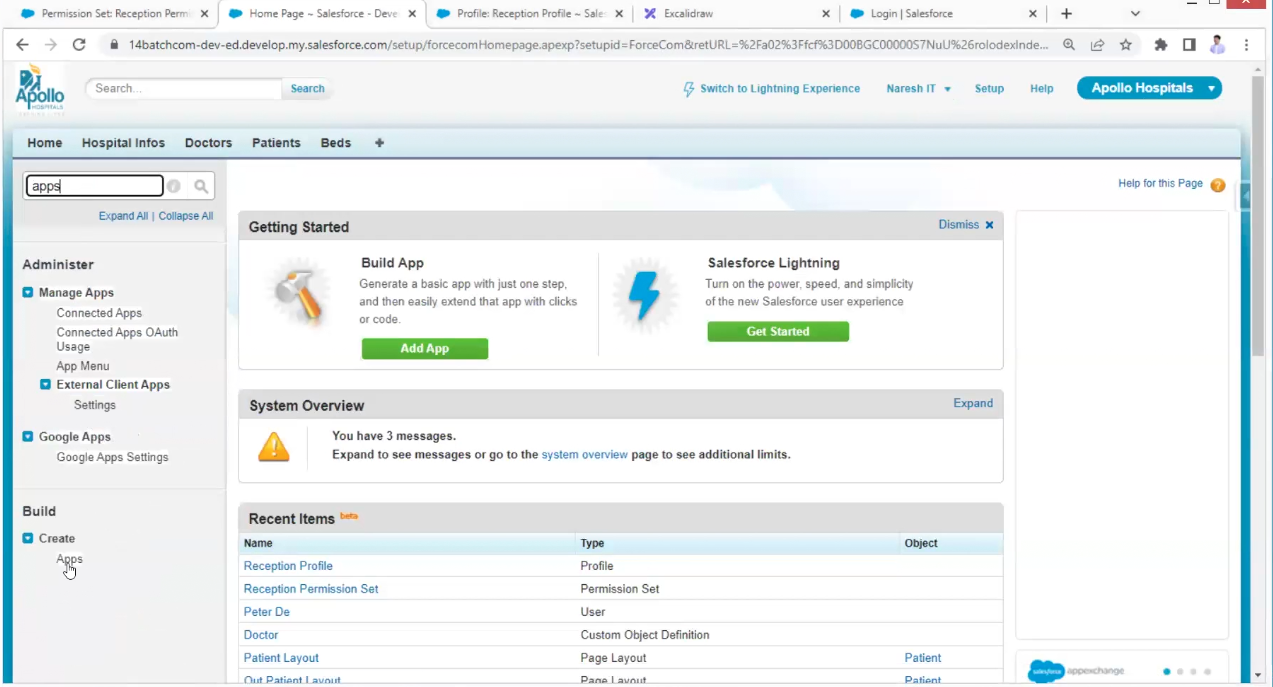 Permission Set: Reception Permi
Home Page ~ Salesforce - Deve
Profile: Reception Profile ~ Sale
Excalidraw
Login | Salesforce
14batchcom-dev-ed.develop.my.salesforce.com/setup/forcecomHomepage.apexp?setupid=ForceCom&retURL=%2Fa02%3Ffcf%3D00BGC00000S7NuU%26rolodexInde...
Apollo
HOSPITALS
Search...
Search
Switch to Lightning Experience
Naresh IT
Setup
Help
Apollo Hospitals
Home
Hospital Infos
Doctors
Patients
Beds
+
apps
Expand All | Collapse All
Administer
Manage Apps
Connected Apps
Connected Apps OAuth
Usage
App Menu
External Client Apps
Settings
Google Apps
Google Apps Settings
Build
Create
Apps
Help for this Page
Getting Started
Dismiss
Build App
Generate a basic app with just one step,
and then easily extend that app with clicks
or code.
Add App
Salesforce Lightning
Turn on the power, speed, and simplicity
of the new Salesforce user experience
Get Started
System Overview
Expand
You have 3 messages.
Expand to see messages or go to the system overview page to see additional limits.
Recent Items beta
Name Type Object
Reception Profile Profile
Reception Permission Set Permission Set
Peter De User
Doctor Custom Object Definition
Patient Layout Page Layout Patient
Out Patient Layout Page Layout Patient
salesforce appexchange